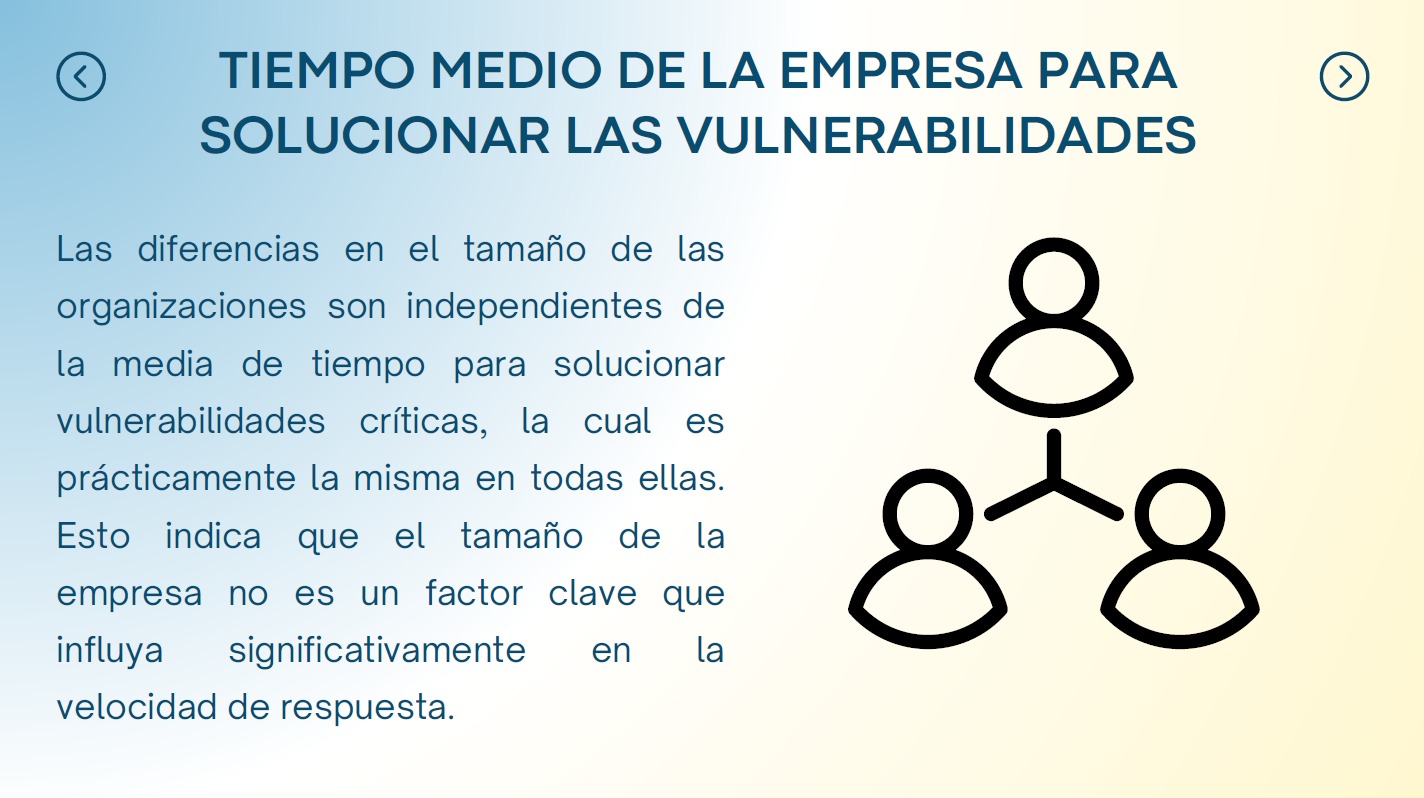 TIEMPO MEDIO DE LA EMPRESA PARA
SOLUCIONAR LAS VULNERABILIDADES
Las diferencias en el tamaño de las
organizaciones son independientes de
la media de tiempo para solucionar
vulnerabilidades críticas, la cual es
prácticamente la misma en todas ellas.
Esto indica que el tamaño de la
empresa no es un factor clave que
influya significativamente en la
velocidad de respuesta.